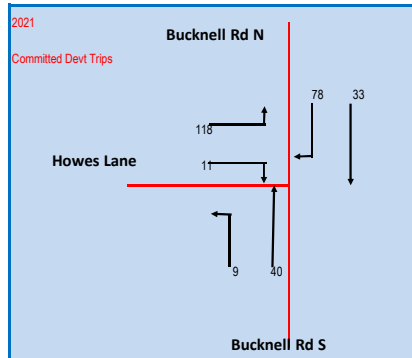 2021
Bucknell Rd N
Committed Devt Trips
78 33
118
Howes Lane
11
9 40
Bucknell Rd S